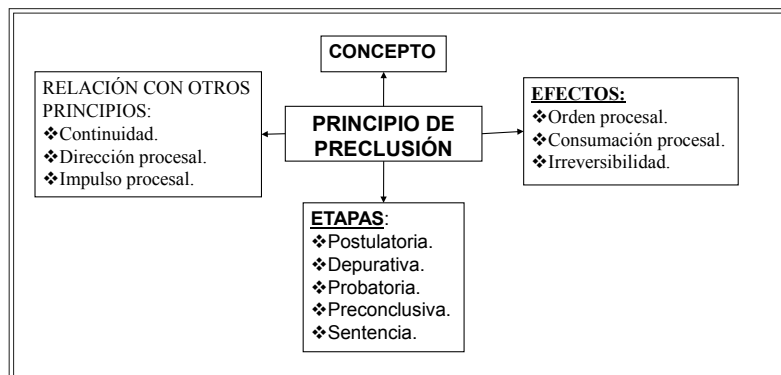 CONCEPTO
RELACIÓN CON OTROS
PRINCIPIOS:
❖Continuidad.
❖Dirección procesal.
❖Impulso procesal.
PRINCIPIO DE
PRECLUSIÓN
EFECTOS:
❖Orden procesal.
❖Consumación procesal.
❖Irreversibilidad.
ETAPAS:
❖Postulatoria.
❖Depurativa.
❖Probatoria.
❖Preconclusiva.
❖Sentencia.